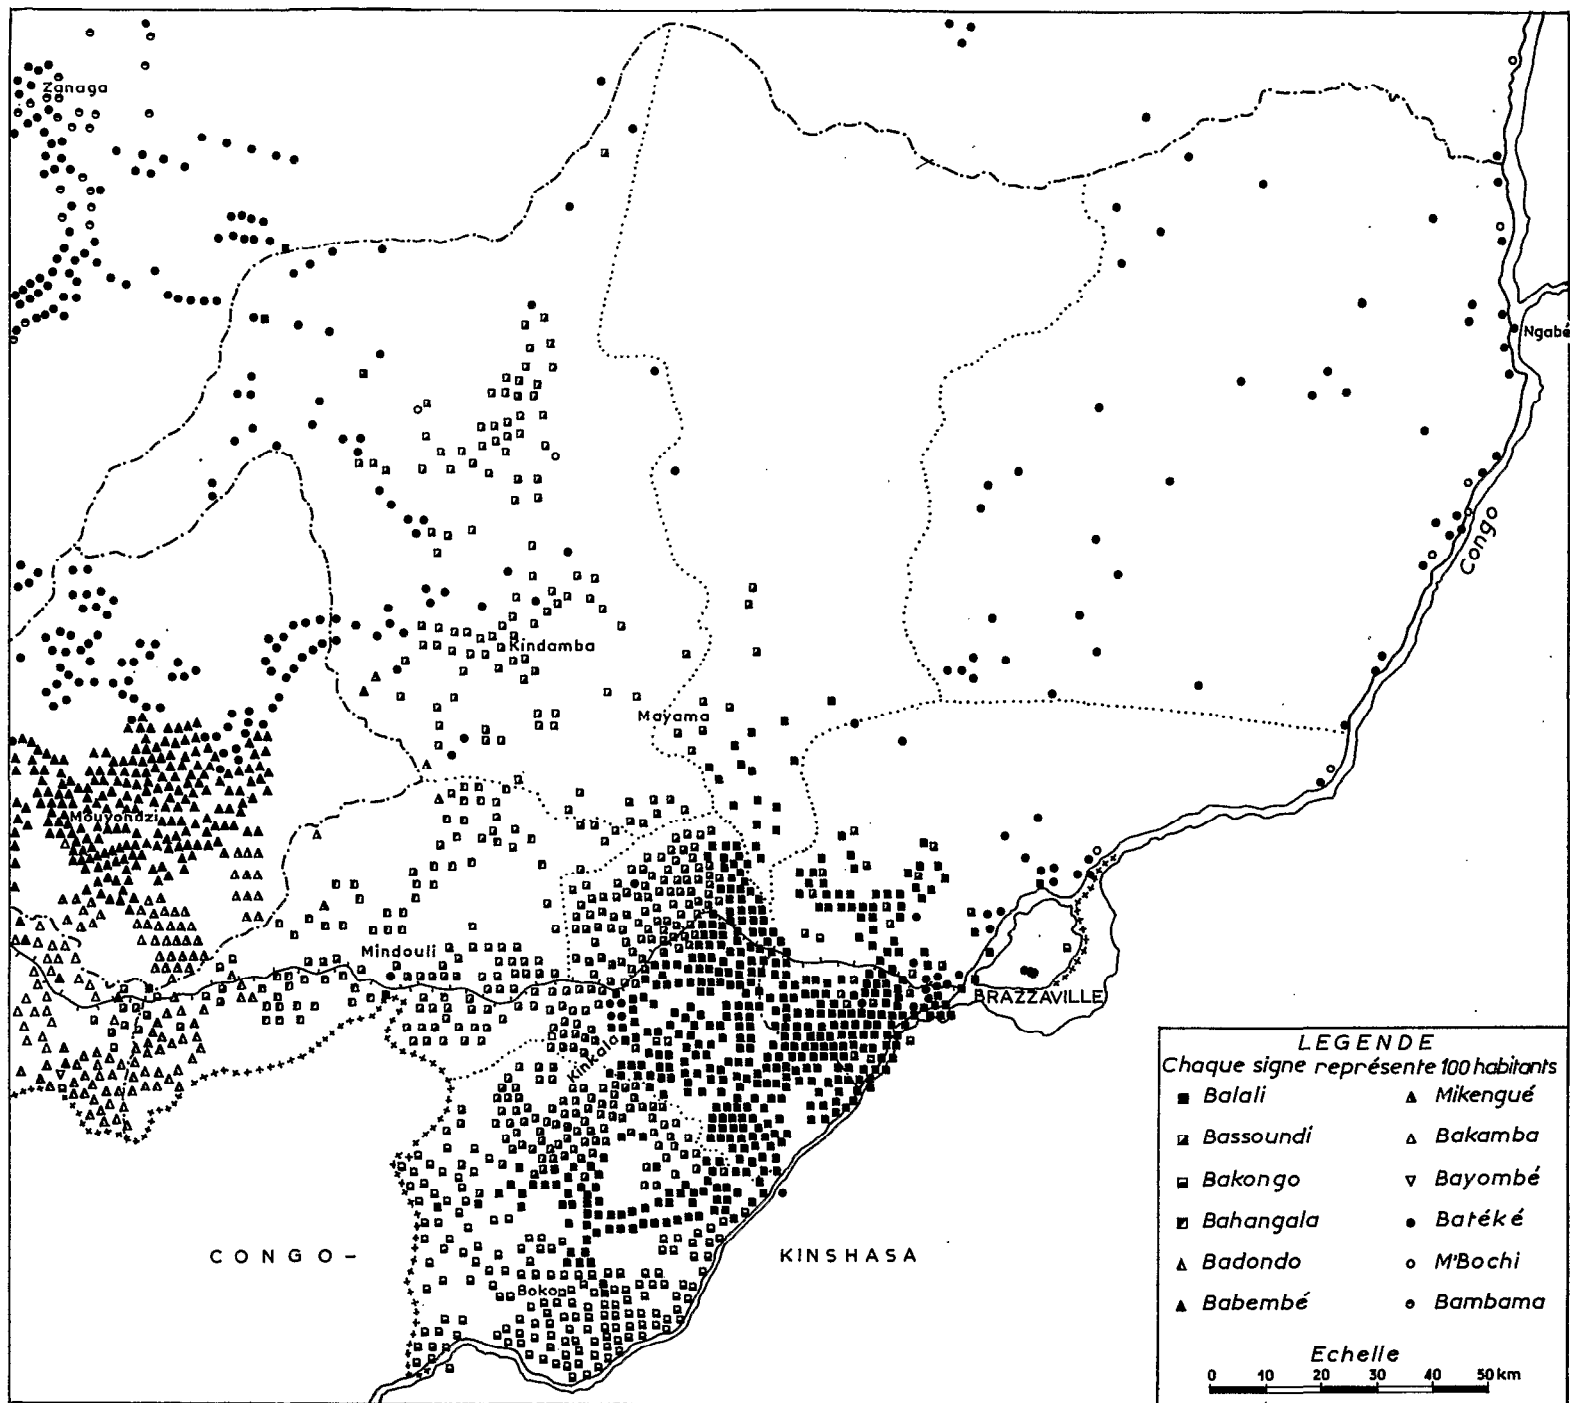 Zanaga
Ngabé
Congo
Kindamba
Mayama
Mouyondzi
Mindouli
BRAZZAVILLE
Kinkala
CONGO-
KINSHASA
Boko
LEGENDE
Chaque signe représente 100 habitants
Balali
Mikengué
Bassoundi
Bakamba
Bakongo
Bayombé
Bahangala
Batéké
Badondo
M'Bochi
Babembé
Bambama
Echelle
0 10 20 30 40 50 km